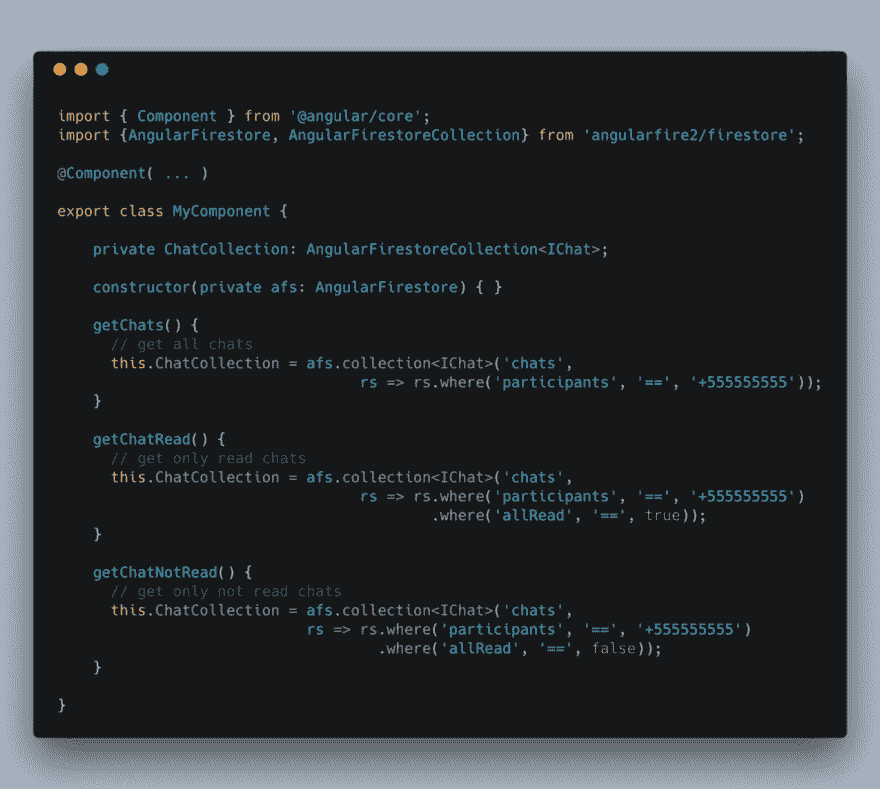 import { Component } from '@angular/core';
import {AngularFirestore, AngularFirestoreCollection} from 'angularfire2/firestore';
@Component( ... )
export class MyComponent {
private ChatCollection: AngularFirestoreCollection<IChat>;
constructor(private afs: AngularFirestore) { }
getChats() {
// get all chats
this.ChatCollection = afs.collection<IChat>('chats',
rs => rs.where('participants', '==', '+555555555'));
}
getChatRead() {
// get only read chats
this.ChatCollection = afs.collection<IChat>('chats',
rs => rs.where('participants', '==', '+555555555')
.where('allRead', '==', true));
}
getChatNotRead() {
// get only not read chats
this.ChatCollection = afs.collection<IChat>('chats',
rs => rs.where('participants', '==', '+555555555')
.where('allRead', '==', false));
}
}